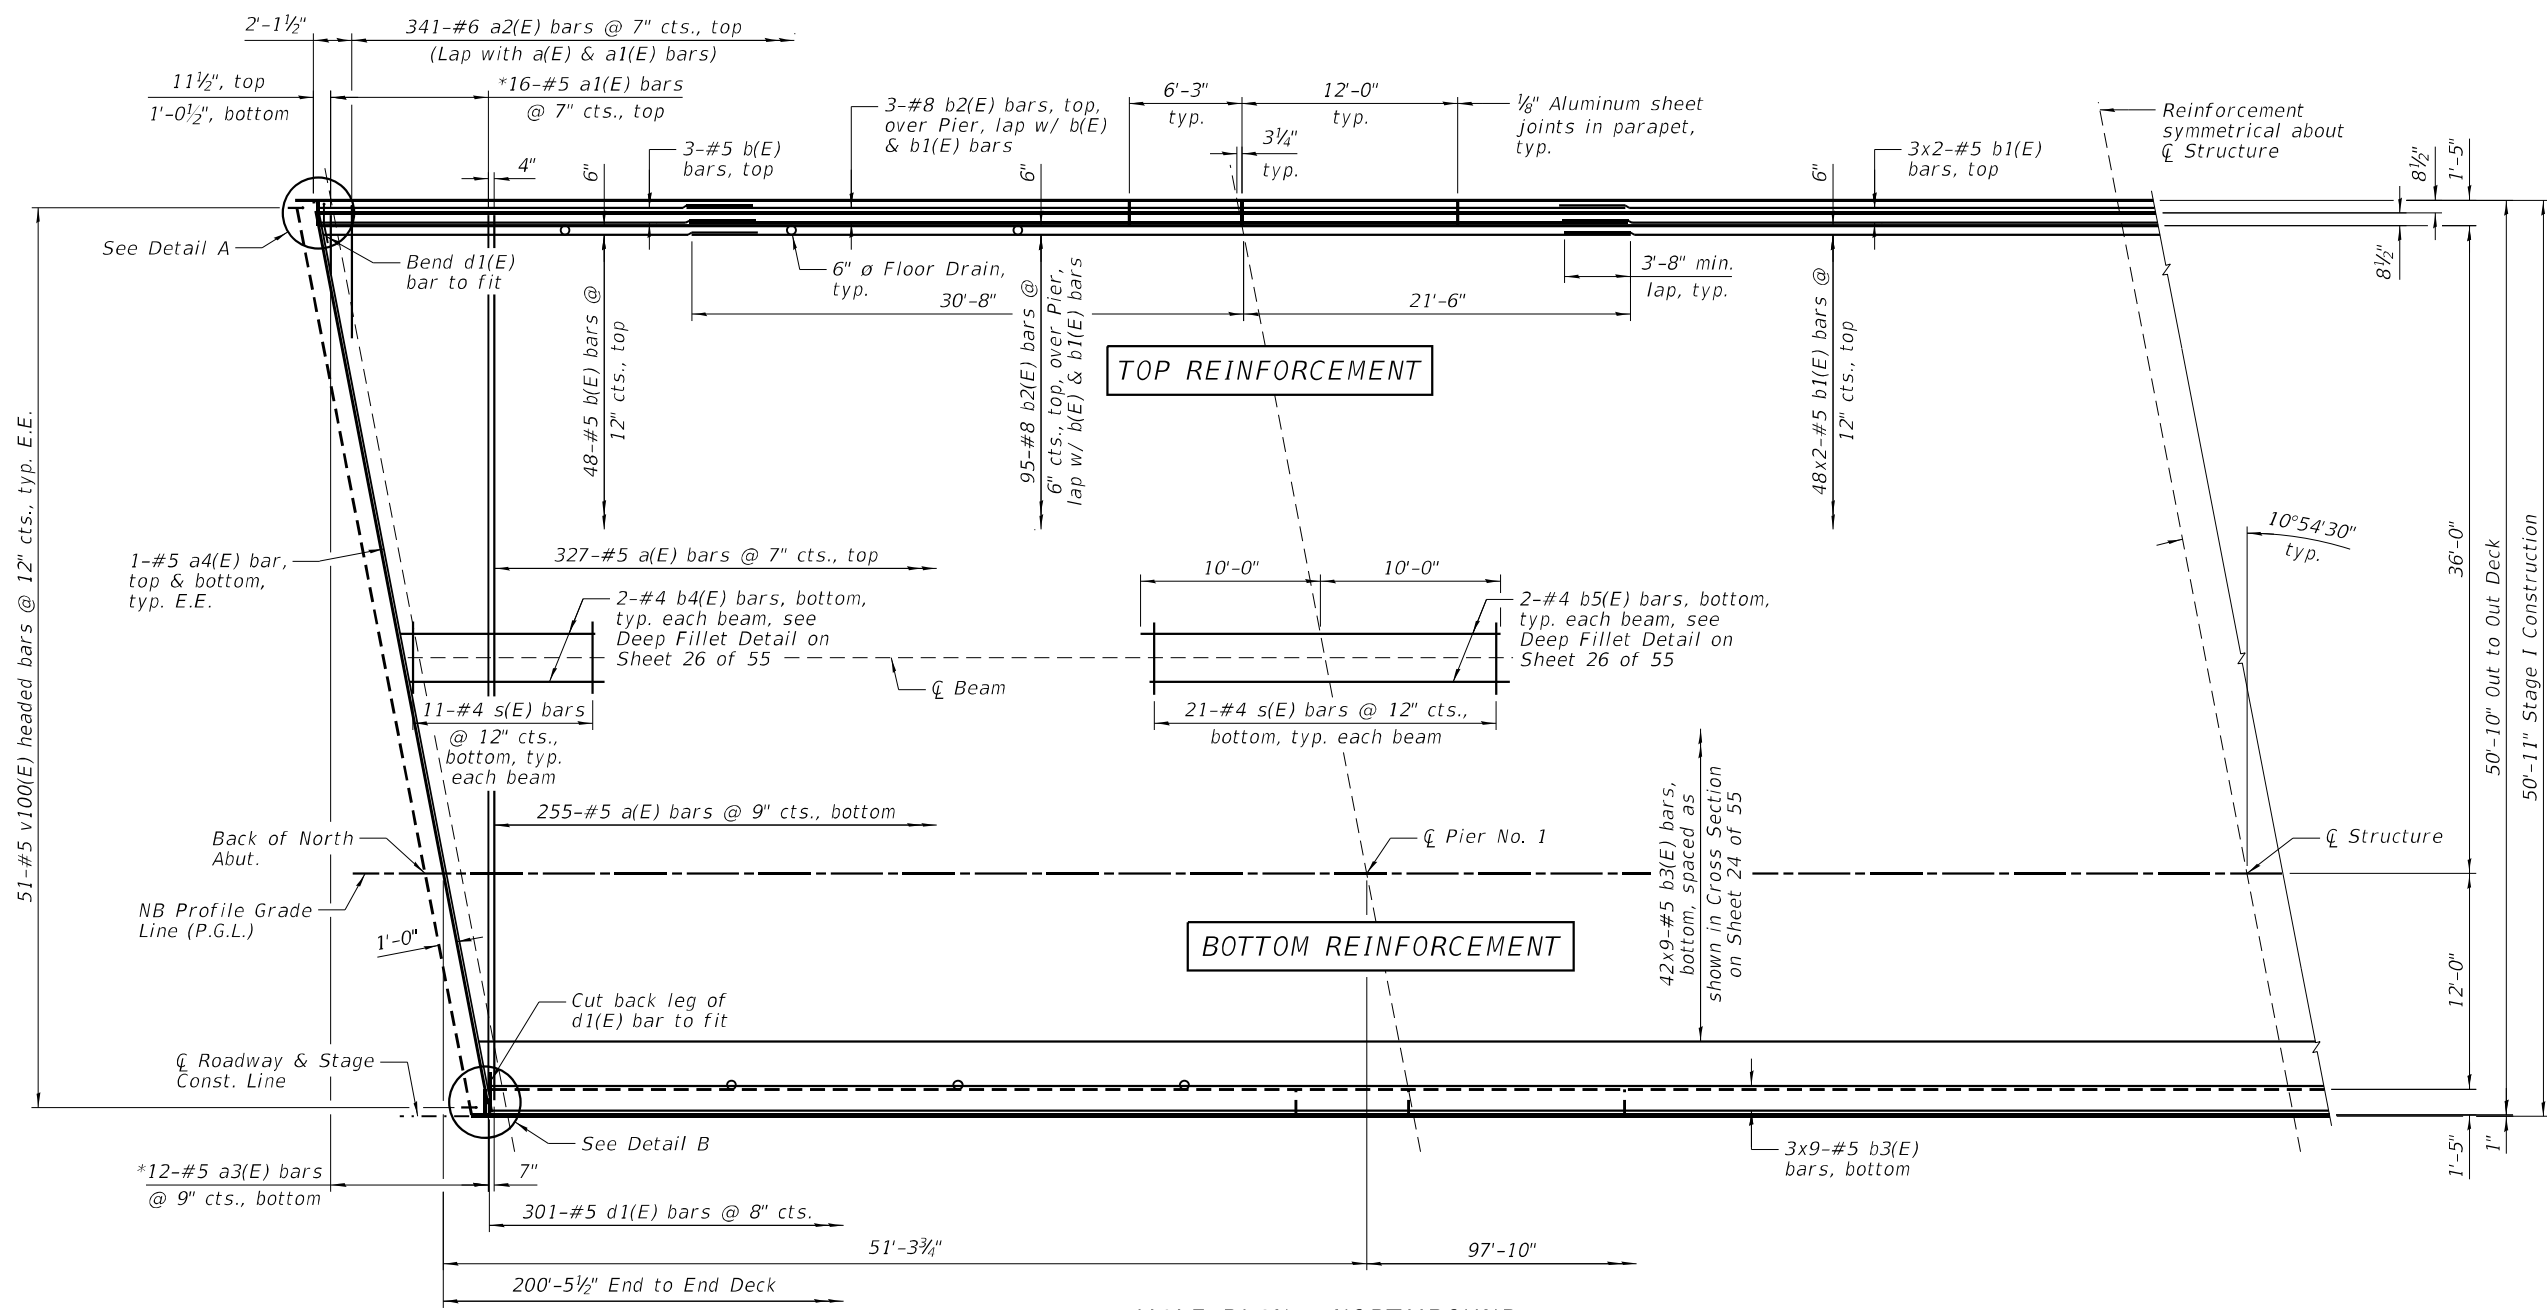 2'-1½"
341-#6 a2(E) bars @ 7" cts., top
(Lap with a(E) & a1(E) bars)
11½", top
1'-0½", bottom
*16-#5 a1(E) bars
@ 7" cts., top
4"
6"
3-#5 b(E)
bars, top
3-#8 b2(E) bars, top,
over Pier, lap w/ b(E)
& b1(E) bars
6"
6'-3"
typ.
12'-0"
typ.
3¼"
typ.
⅛" Aluminum sheet
joints in parapet,
typ.
6"
3x2-#5 b1(E)
bars, top
Reinforcement
symmetrical about
℄ Structure
8½"
1'-5"
8½"
See Detail A
Bend d1(E)
bar to fit
6" ø Floor Drain,
typ.
30'-8"
21'-6"
3'-8" min.
lap, typ.
48-#5 b(E) bars @
12" cts., top
95-#8 b2(E) bars @
6" cts., top, over Pier,
lap w/ b(E) & b1(E) bars
48x2-#5 b1(E) bars @
12" cts., top
TOP REINFORCEMENT
51-#5 v100(E) headed bars @ 12" cts., typ. E.E.
1-#5 a4(E) bar,
top & bottom,
typ. E.E.
327-#5 a(E) bars @ 7" cts., top
10'-0"
10'-0"
10°54'30"
typ.
36'-0"
50'-10" Out to Out Deck
50'-11" Stage I Construction
2-#4 b4(E) bars, bottom,
typ. each beam, see
Deep Fillet Detail on
Sheet 26 of 55
2-#4 b5(E) bars, bottom,
typ. each beam, see
Deep Fillet Detail on
Sheet 26 of 55
℄ Beam
11-#4 s(E) bars
@ 12" cts.,
bottom, typ.
each beam
21-#4 s(E) bars @ 12" cts.,
bottom, typ. each beam
255-#5 a(E) bars @ 9" cts., bottom
42x9-#5 b3(E) bars,
bottom, spaced as
shown in Cross Section
on Sheet 24 of 55
Back of North
Abut.
℄ Pier No. 1
℄ Structure
NB Profile Grade
Line (P.G.L.)
1'-0"
BOTTOM REINFORCEMENT
12'-0"
Cut back leg of
d1(E) bar to fit
℄ Roadway & Stage
Const. Line
See Detail B
3x9-#5 b3(E)
bars, bottom
1'-5"
1"
*12-#5 a3(E) bars
@ 9" cts., bottom
7"
301-#5 d1(E) bars @ 8" cts.
51'-3¾"
97'-10"
200'-5½" End to End Deck